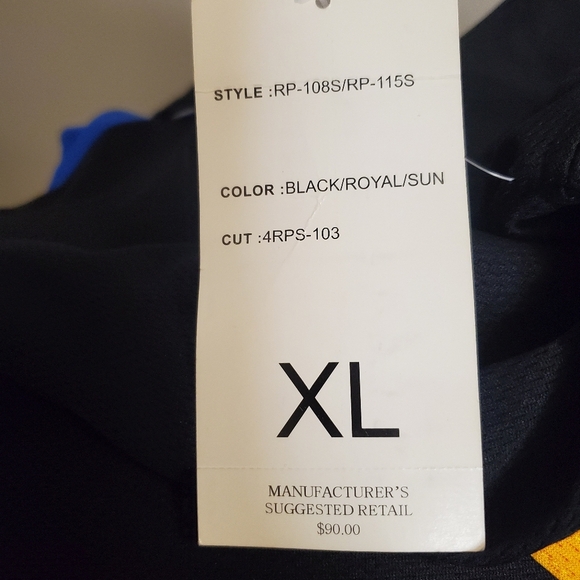 STYLE :RP-108S/RP-115S
COLOR :BLACK/ROYAL/SUN
CUT :4RPS-103
XL
MANUFACTURER'S
SUGGESTED RETAIL
$90.00